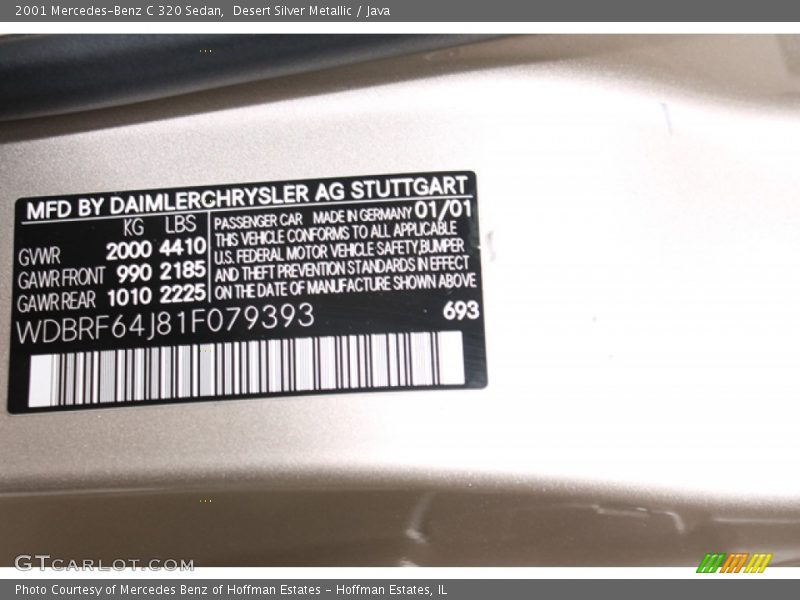 2001 Mercedes-Benz C 320 Sedan, Desert Silver Metallic / Java
MFD BY DAIMLERCHRYSLER AG STUTTGART
KG LBS
GVWR 2000 4410
GAWR FRONT 990 2185
GAWR REAR 1010 2225
PASSENGER CAR MADE IN GERMANY 01/01
THIS VEHICLE CONFORMS TO ALL APPLICABLE
U.S. FEDERAL MOTOR VEHICLE SAFETY, BUMPER
AND THEFT PREVENTION STANDARDS IN EFFECT
ON THE DATE OF MANUFACTURE SHOWN ABOVE
WDBRF64J81F079393 693
GTCARLOT.COM
Photo Courtesy of Mercedes Benz of Hoffman Estates - Hoffman Estates, IL